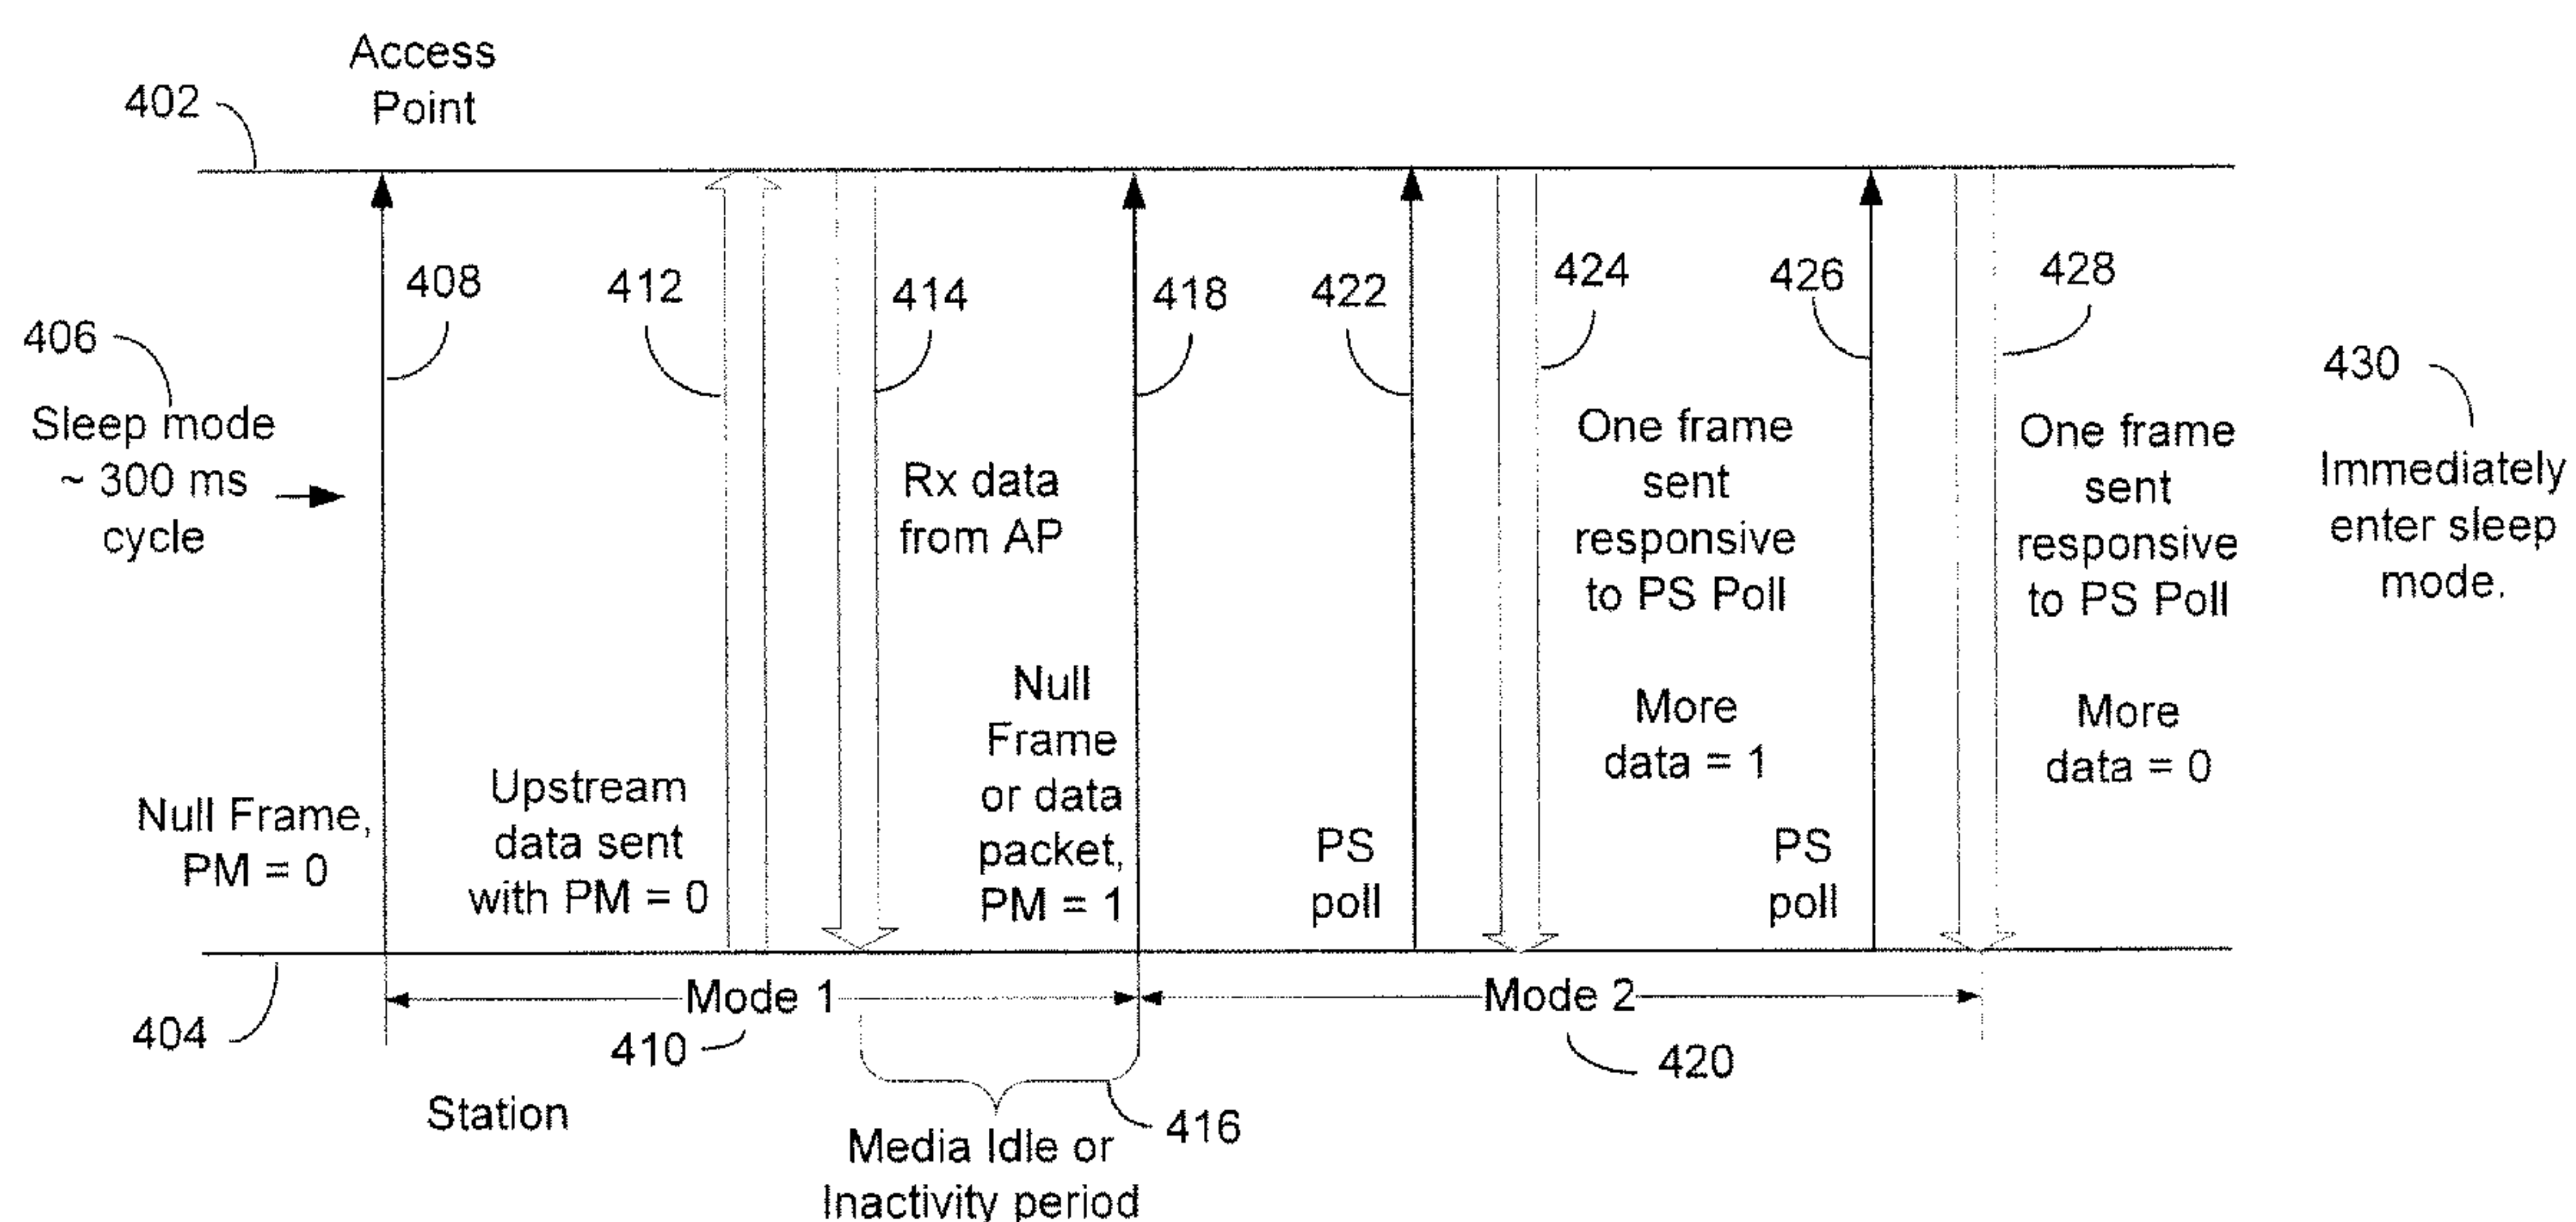 Access
Point
402
408
412
414
418
422
424
426
428
406
Sleep mode
~ 300 ms
cycle
430
Immediately
enter sleep
mode.
Rx data
from AP
One frame
sent
responsive
to PS Poll
One frame
sent
responsive
to PS Poll
Null Frame,
PM = 0
Upstream
data sent
with PM = 0
Null
Frame
or data
packet,
PM = 1
PS
poll
More
data = 1
PS
poll
More
data = 0
404
Mode 1
410
Mode 2
420
Station
416
Media Idle or
Inactivity period